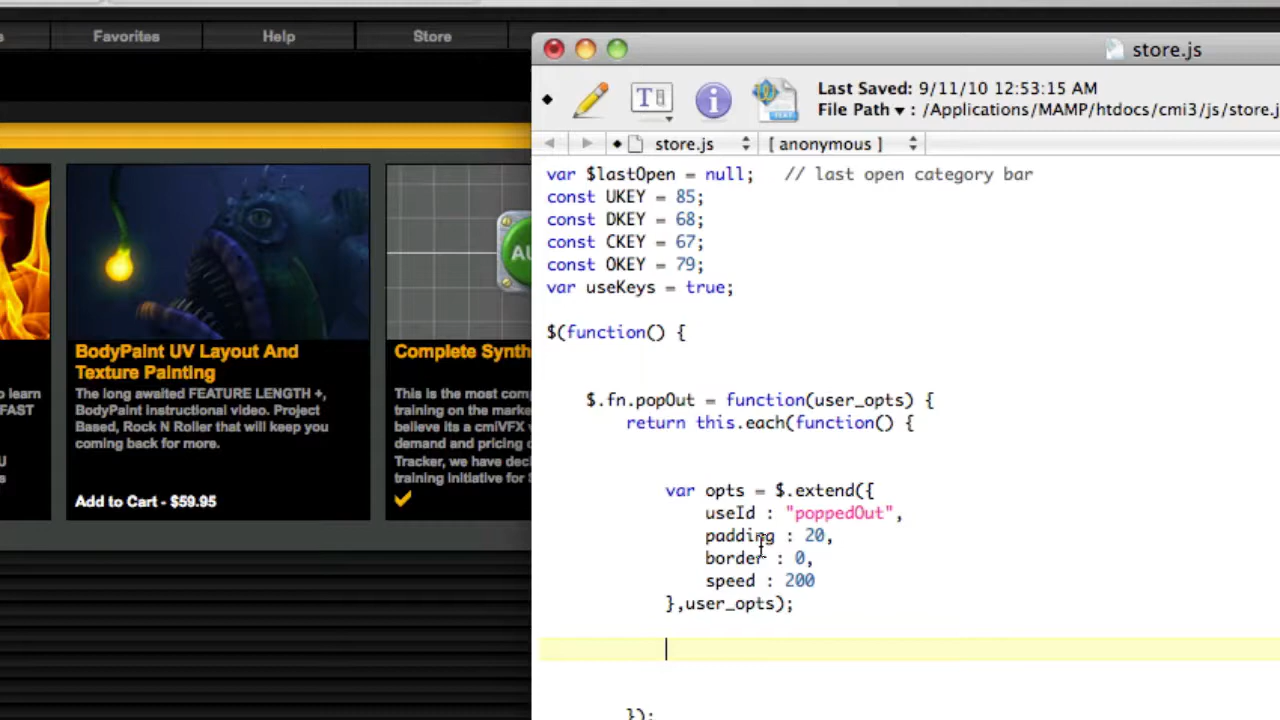 s
Favorites
Help
Store
store.js
Last Saved: 9/11/10 12:53:15 AM
File Path ▾ : /Applications/MAMP/htdocs/cmi3/js/store.j
store.js
[ anonymous ]
var $lastOpen = null;   // last open category bar
const UKEY = 85;
const DKEY = 68;
const CKEY = 67;
const OKEY = 79;
var useKeys = true;
$(function() {
$.fn.popOut = function(user_opts) {
return this.each(function() {
var opts = $.extend({
useId : "poppedOut",
padding : 20,
border : 0,
speed : 200
},user_opts);
});
o learn
FAST
U
s
BodyPaint UV Layout And
Texture Painting
The long awaited FEATURE LENGTH +,
BodyPaint instructional video. Project
Based, Rock N Roller that will keep you
coming back for more.
Add to Cart - $59.95
AU
Complete Synth
This is the most com
training on the marke
believe its a cmiVFX w
demand and pricing c
Tracker, we have deci
training initiative for S